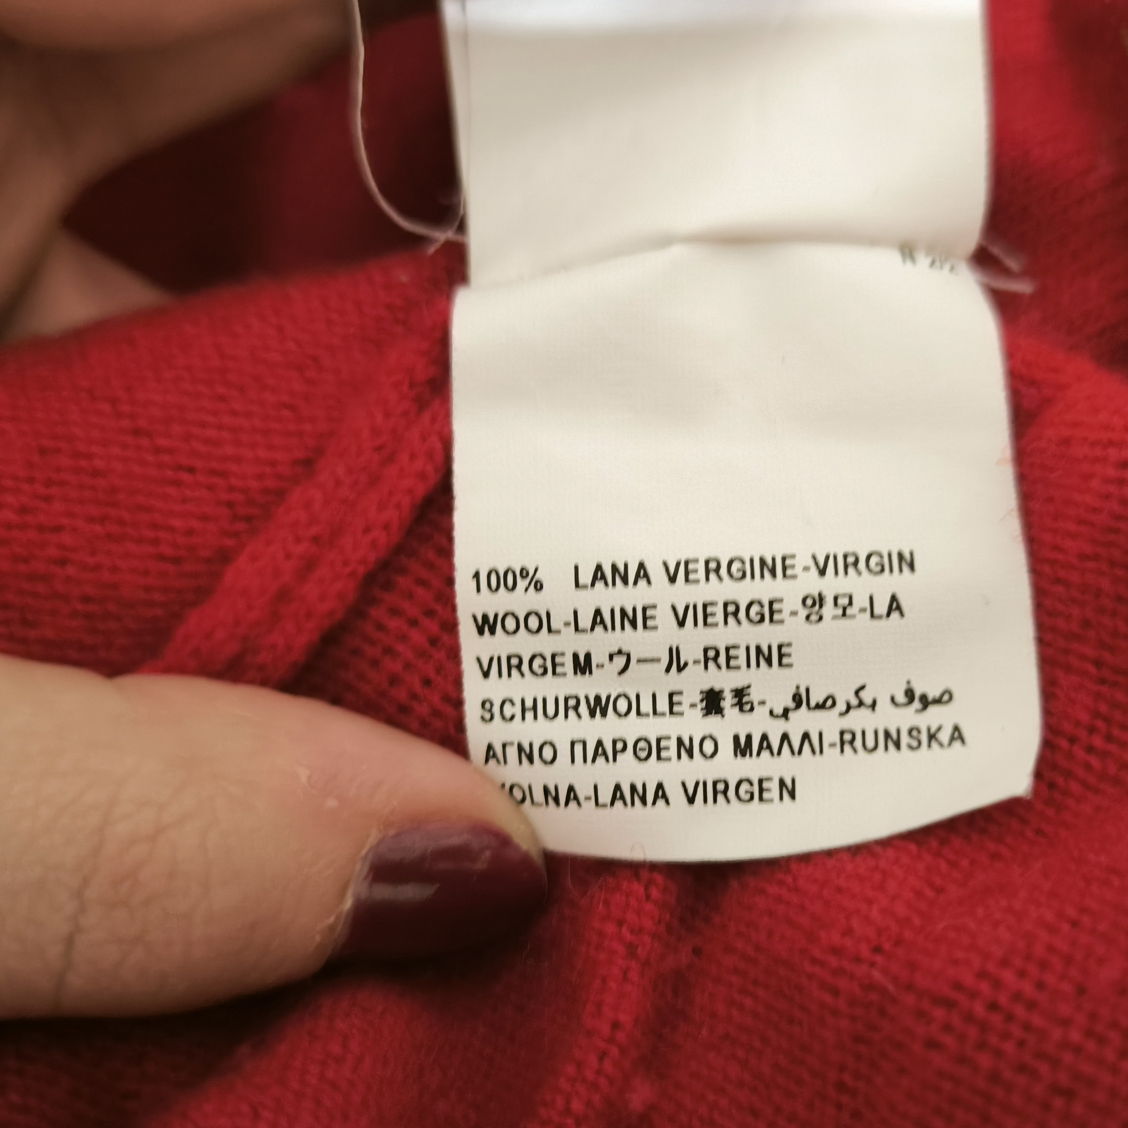 100% LANA VERGINE-VIRGIN
WOOL-LAINE VIERGE-양모-LA
VIRGEM-ウール-REINE
SCHURWOLLE-羲毛-صوف بكر صافي
ΑΓΝΟ ΠΑΡΘΕΝΟ ΜΑΛΛΙ-RUNSKA
VOLNA-LANA VIRGEN